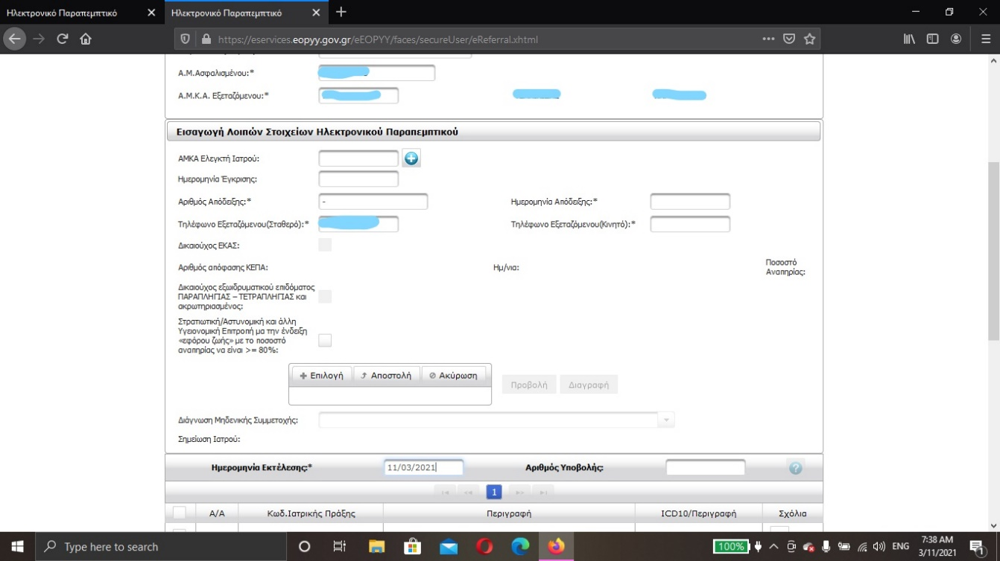 Ηλεκτρονικό Παραπεμπτικό
Ηλεκτρονικό Παραπεμπτικό
https://eservices.eopyy.gov.gr/eEOPYY/faces/secureUser/eReferral.xhtml
Α.Μ.Ασφαλισμένου:*
Α.Μ.Κ.Α. Εξεταζόμενου:*
Εισαγωγή Λοιπών Στοιχείων Ηλεκτρονικού Παραπεμπτικού
ΑΜΚΑ Ελεγκτή Ιατρού:
Ημερομηνία Έγκρισης:
Αριθμός Απόδειξης:* - Ημερομηνία Απόδειξης:*
Τηλέφωνο Εξεταζόμενου(Σταθερό):* Τηλέφωνο Εξεταζόμενου(Κινητό):*
Δικαιούχος ΕΚΑΣ:
Αριθμός απόφασης ΚΕΠΑ: Ημ/νια: Ποσοστό
Αναπηρίας:
Δικαιούχος εξωιδρυματικού επιδόματος
ΠΑΡΑΠΛΗΓΙΑΣ – ΤΕΤΡΑΠΛΗΓΙΑΣ και
ακρωτηριασμένος:
Στρατιωτική/Αστυνομική και άλλη
Υγειονομική Επιτροπή μα την ένδειξη
«εφόρου ζωής» με το ποσοστό
αναπηρίας να είναι >= 80%:
Επιλογή Αποστολή Ακύρωση
Προβολή Διαγραφή
Διάγνωση Μηδενικής Συμμετοχής:
Σημείωση Ιατρού:
Ημερομηνία Εκτέλεσης:* 11/03/2021 Αριθμός Υποβολής:
1
Α/Α Κωδ.Ιατρικής Πράξης Περιγραφή ICD10/Περιγραφή Σχόλια
Type here to search 100% ENG 7:38 AM
3/11/2021